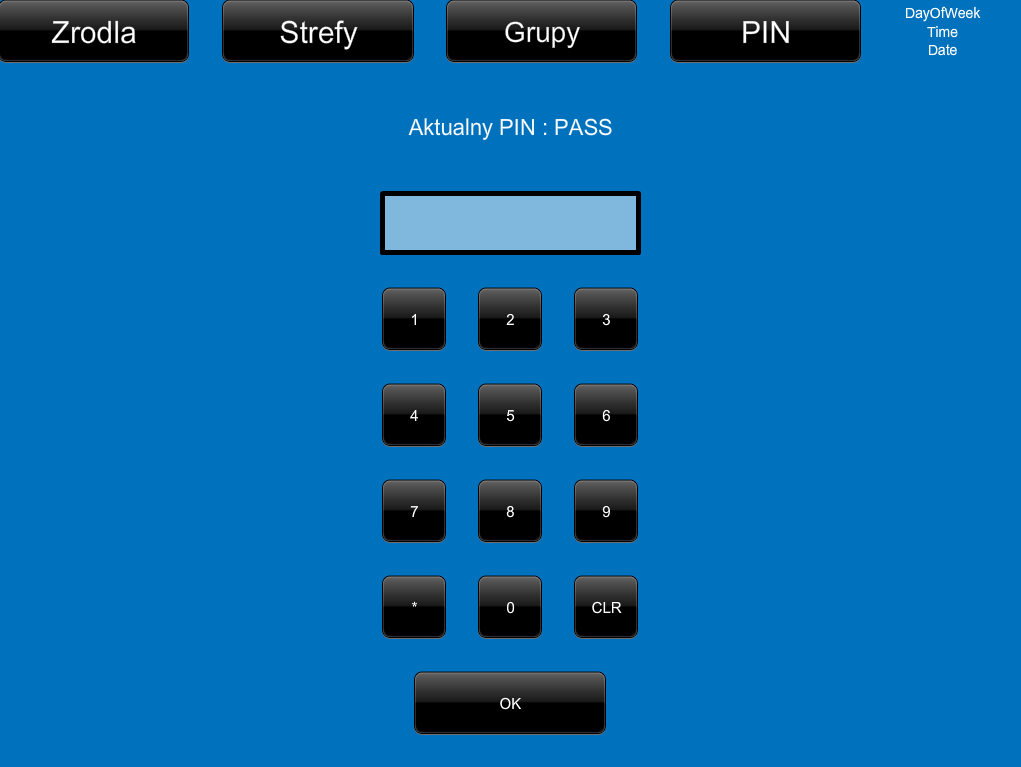 Zrodla
Strefy
Grupy
PIN
DayOfWeek
Time
Date
Aktualny PIN : PASS
1 2 3
4 5 6
7 8 9
* 0 CLR
OK